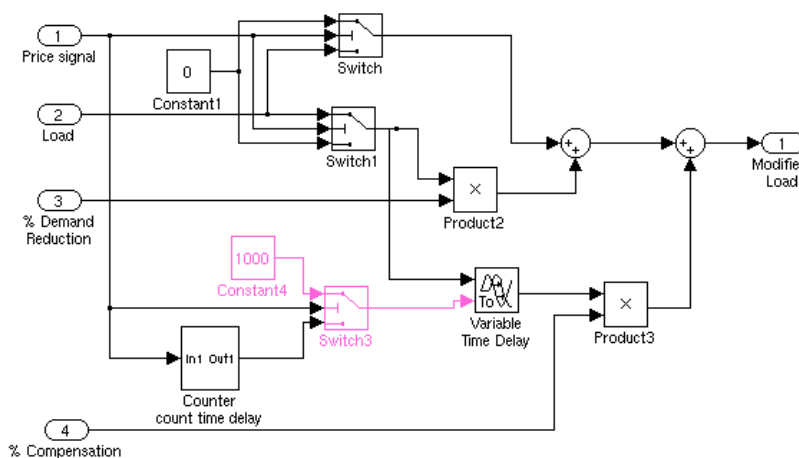 1
Price signal
0
Constant1
Switch
2
Load
Switch1
3
% Demand
Reduction
×
Product2
+
+
+
+
1
Modifie
Load
1000
Constant4
Switch3
To
Variable
Time Delay
×
Product3
In1 Out1
Counter
count time delay
4
% Compensation